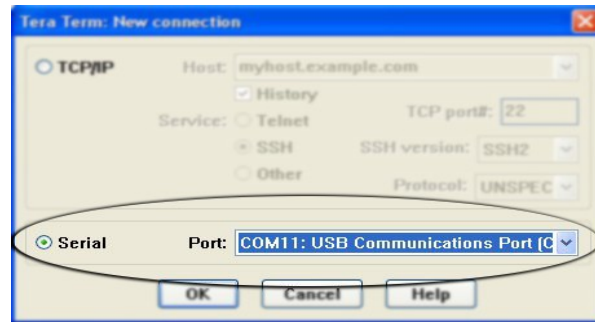 Tera Term: New connection
TCP/IP Host: myhost.example.com
History
Service: Telnet TCP port#: 22
SSH SSH version: SSH2
Other Protocol: UNSPEC
Serial Port: COM11: USB Communications Port (C
OK Cancel Help